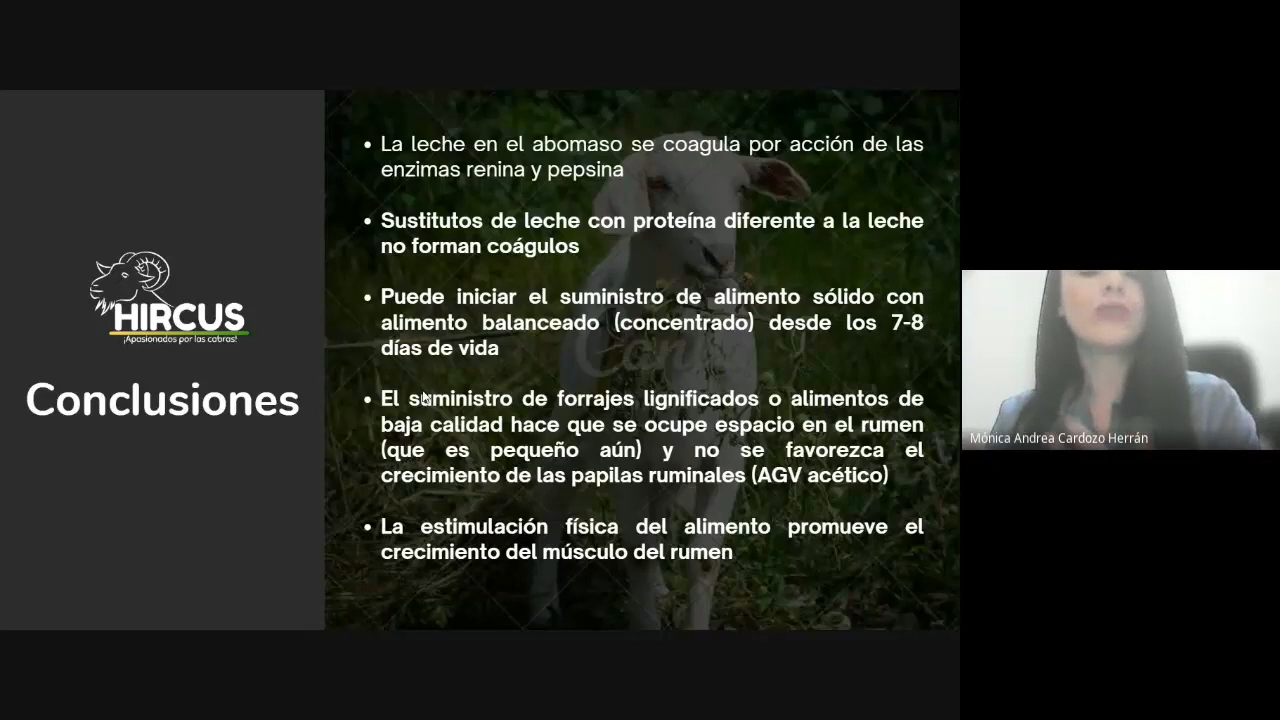 HIRCUS
¡Apasionados por las cabras!
Conclusiones
• La leche en el abomaso se coagula por acción de las
enzimas renina y pepsina
• Sustitutos de leche con proteína diferente a la leche
no forman coágulos
• Puede iniciar el suministro de alimento sólido con
alimento balanceado (concentrado) desde los 7-8
días de vida
• El suministro de forrajes lignificados o alimentos de
baja calidad hace que se ocupe espacio en el rumen
(que es pequeño aún) y no se favorezca el
crecimiento de las papilas ruminales (AGV acético)
• La estimulación física del alimento promueve el
crecimiento del músculo del rumen
Canva
Mónica Andrea Cardozo Herrán